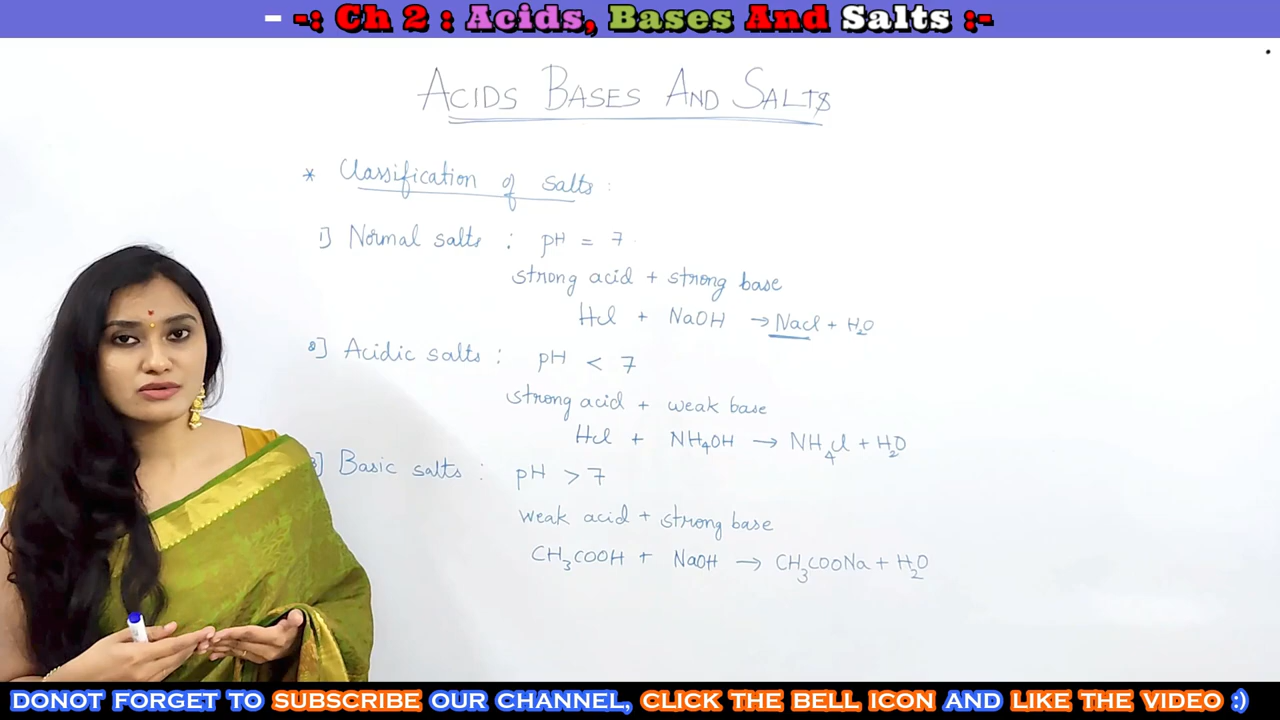 - -: Ch 2 : Acids, Bases And Salts :-
ACIDS BASES AND SALTS
* Classification of salts :
1] Normal salts : pH = 7
strong acid + strong base
Hcl + NaOH → Nacl + H₂O
2] Acidic salts : pH < 7
strong acid + weak base
Hcl + NH₄OH → NH₄cl + H₂O
3] Basic salts : pH > 7
weak acid + strong base
CH₃COOH + NaOH → CH₃COONa + H₂O
DONOT FORGET TO SUBSCRIBE OUR CHANNEL, CLICK THE BELL ICON AND LIKE THE VIDEO :)